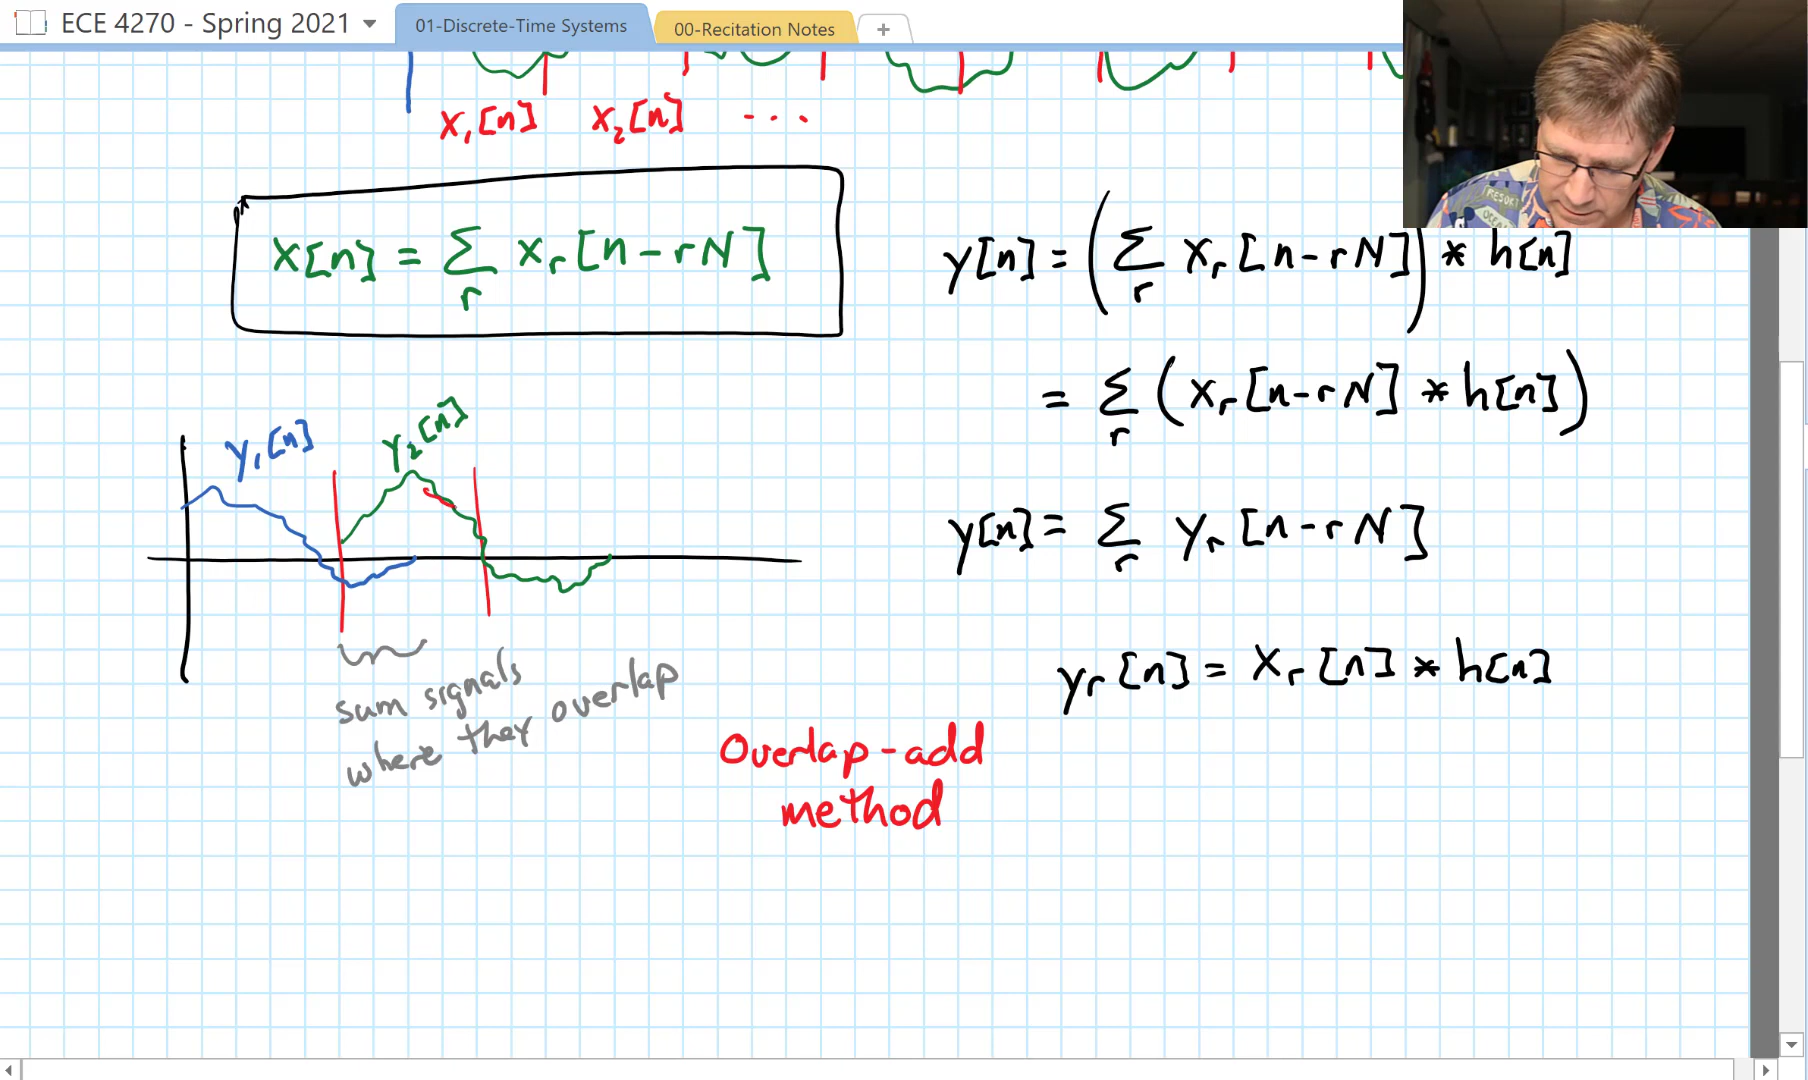 ECE 4270 - Spring 2021
01-Discrete-Time Systems
00-Recitation Notes
x₁[n] x₂[n] ...
x[n] = Σ_r x_r[n-rN]
y[n] = (Σ_r x_r[n-rN]) * h[n]
= Σ_r (x_r[n-rN] * h[n])
y₁[n]
y₂[n]
y[n] = Σ_r y_r[n-rN]
y_r[n] = x_r[n] * h[n]
sum signals
where they overlap
Overlap-add
method